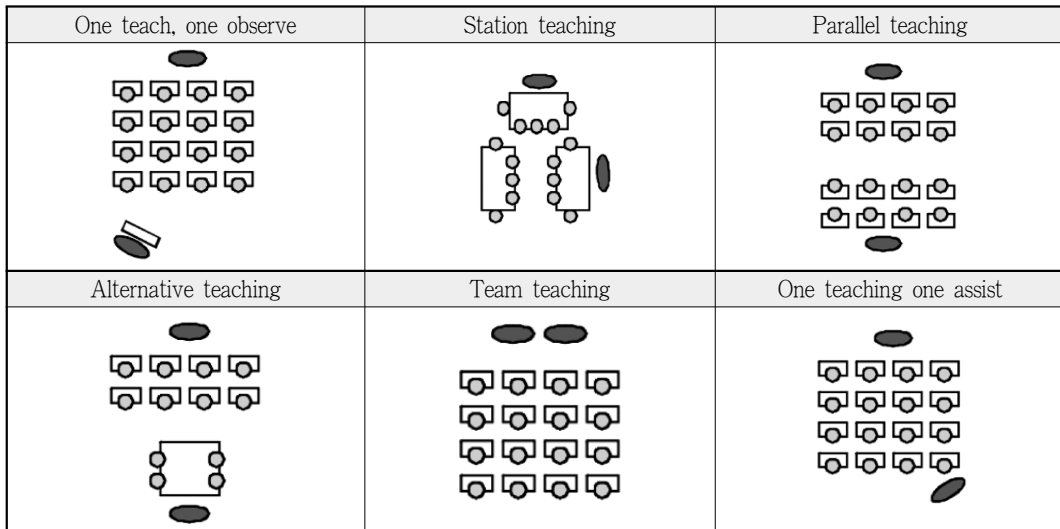 One teach, one observe
Station teaching
Parallel teaching
Alternative teaching
Team teaching
One teaching one assist